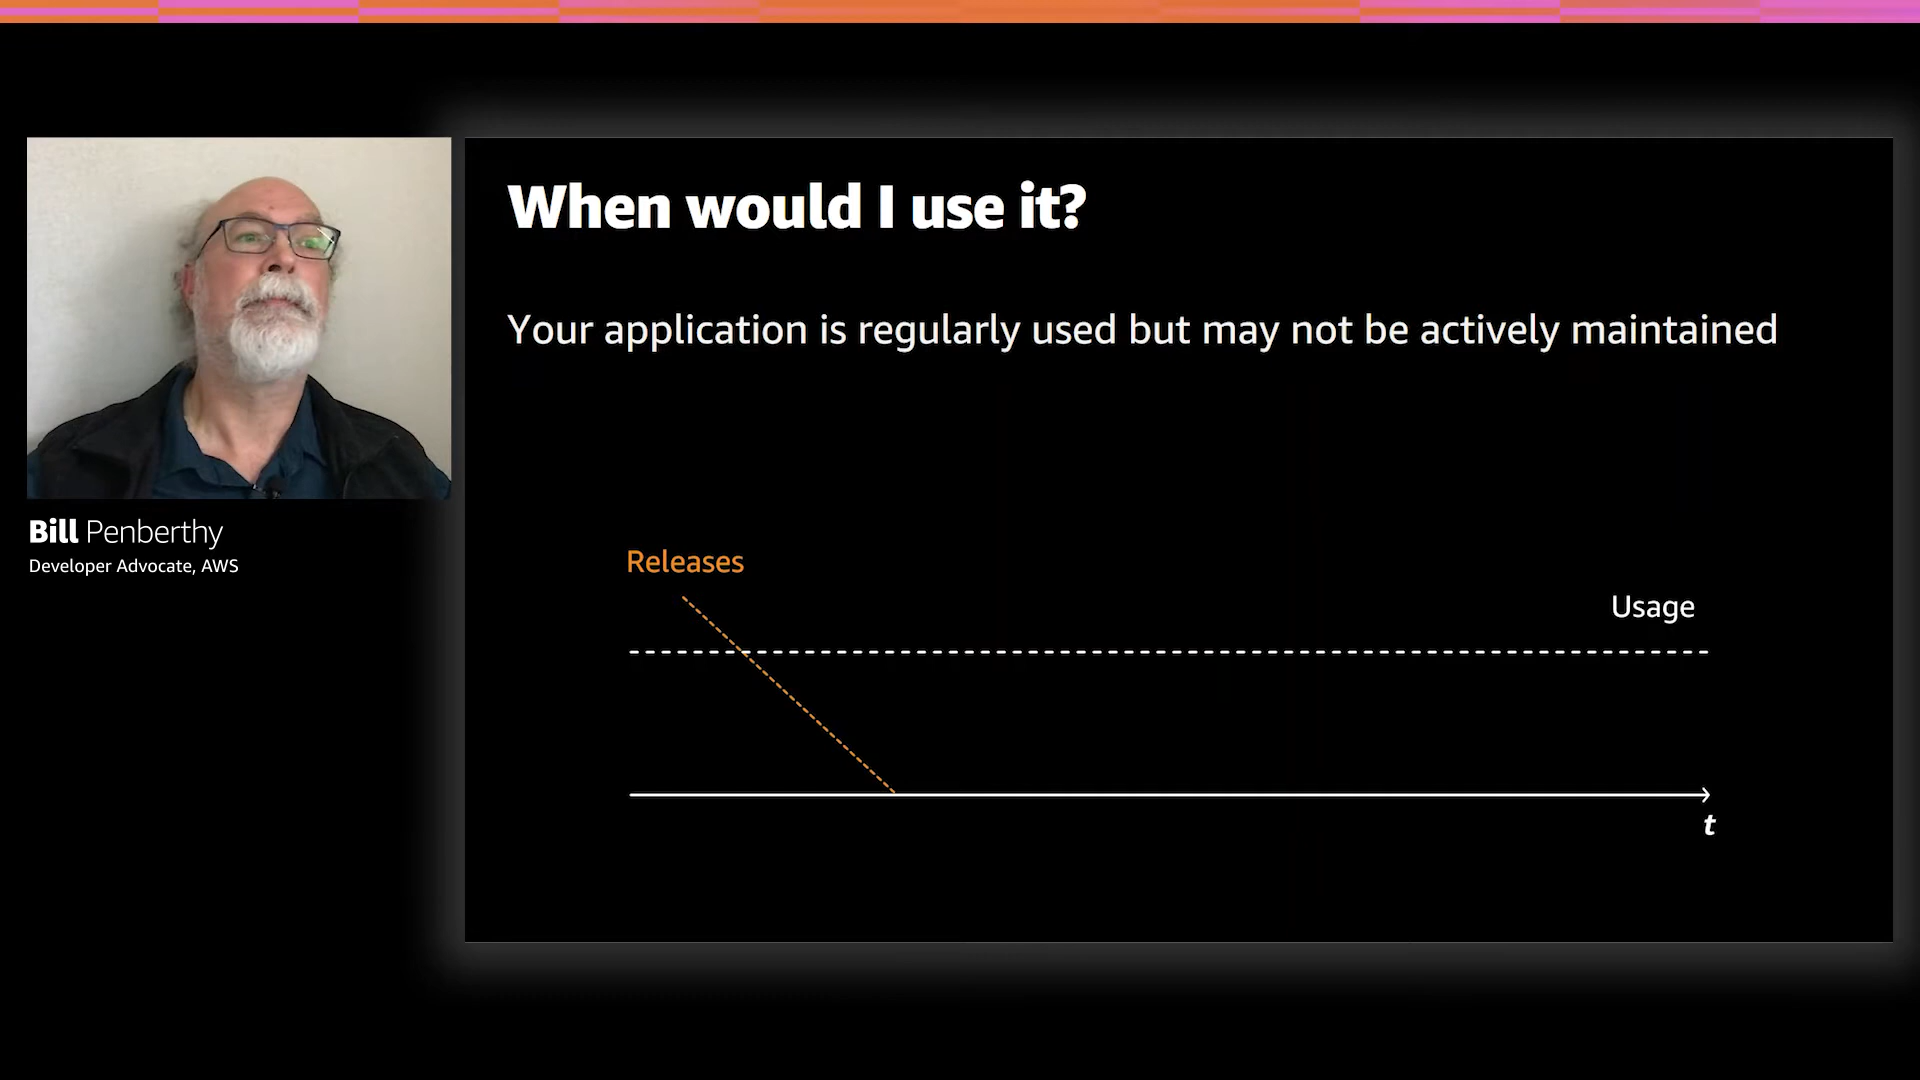 When would I use it?
Your application is regularly used but may not be actively maintained
Bill Penberthy
Developer Advocate, AWS
Releases
Usage
t